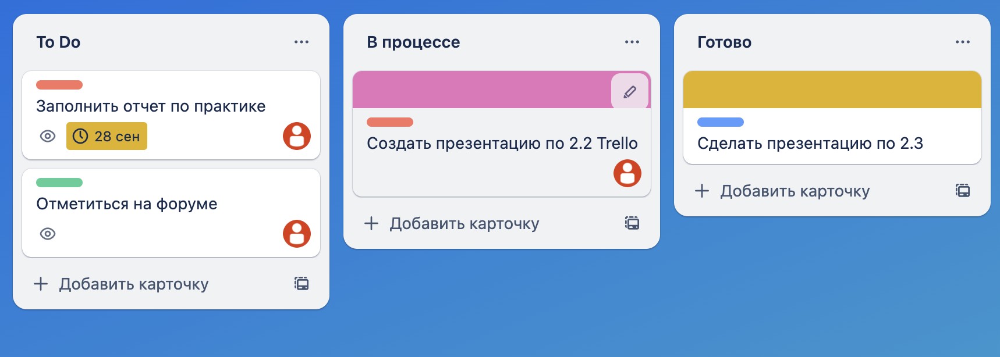 To Do
Заполнить отчет по практике
28 сен
Отметиться на форуме
Добавить карточку
В процессе
Создать презентацию по 2.2 Trello
Добавить карточку
Готово
Сделать презентацию по 2.3
Добавить карточку